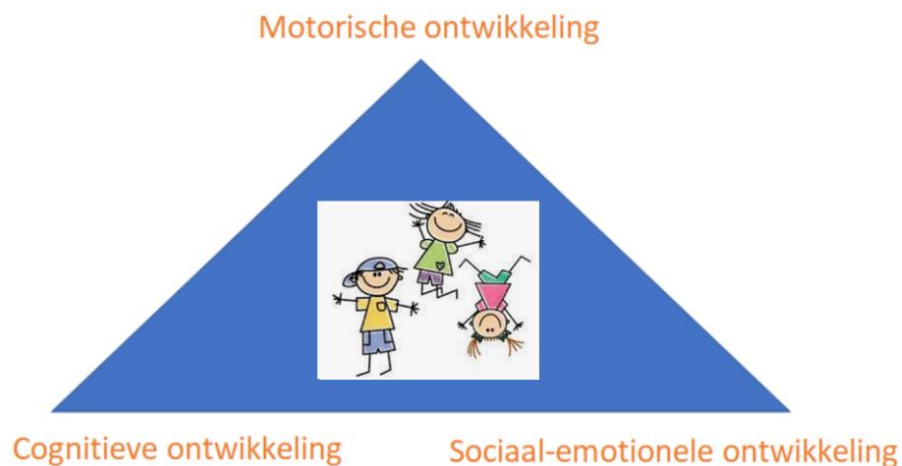 Motorische ontwikkeling
Cognitieve ontwikkeling
Sociaal-emotionele ontwikkeling